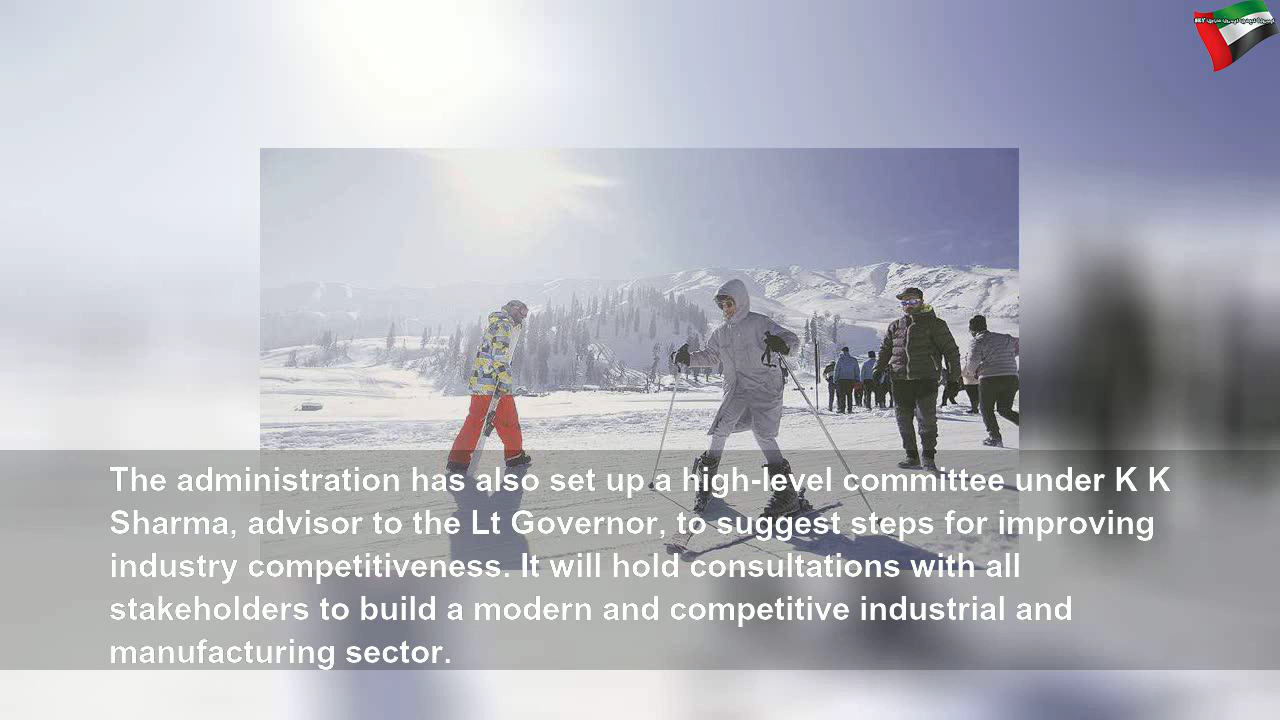 The administration has also set up a high-level committee under K K
Sharma, advisor to the Lt Governor, to suggest steps for improving
industry competitiveness. It will hold consultations with all
stakeholders to build a modern and competitive industrial and
manufacturing sector.